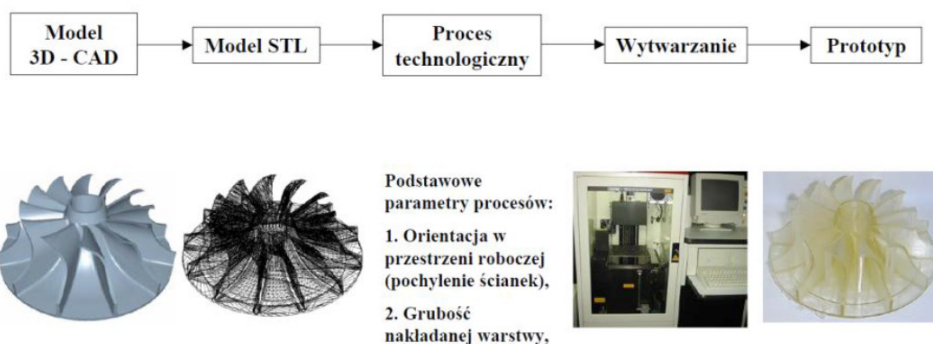 Model
3D - CAD
Model STL
Proces
technologiczny
Wytwarzanie
Prototyp
Podstawowe
parametry procesów:
1. Orientacja w
przestrzeni roboczej
(pochylenie ścianek),
2. Grubość
nakładanej warstwy,